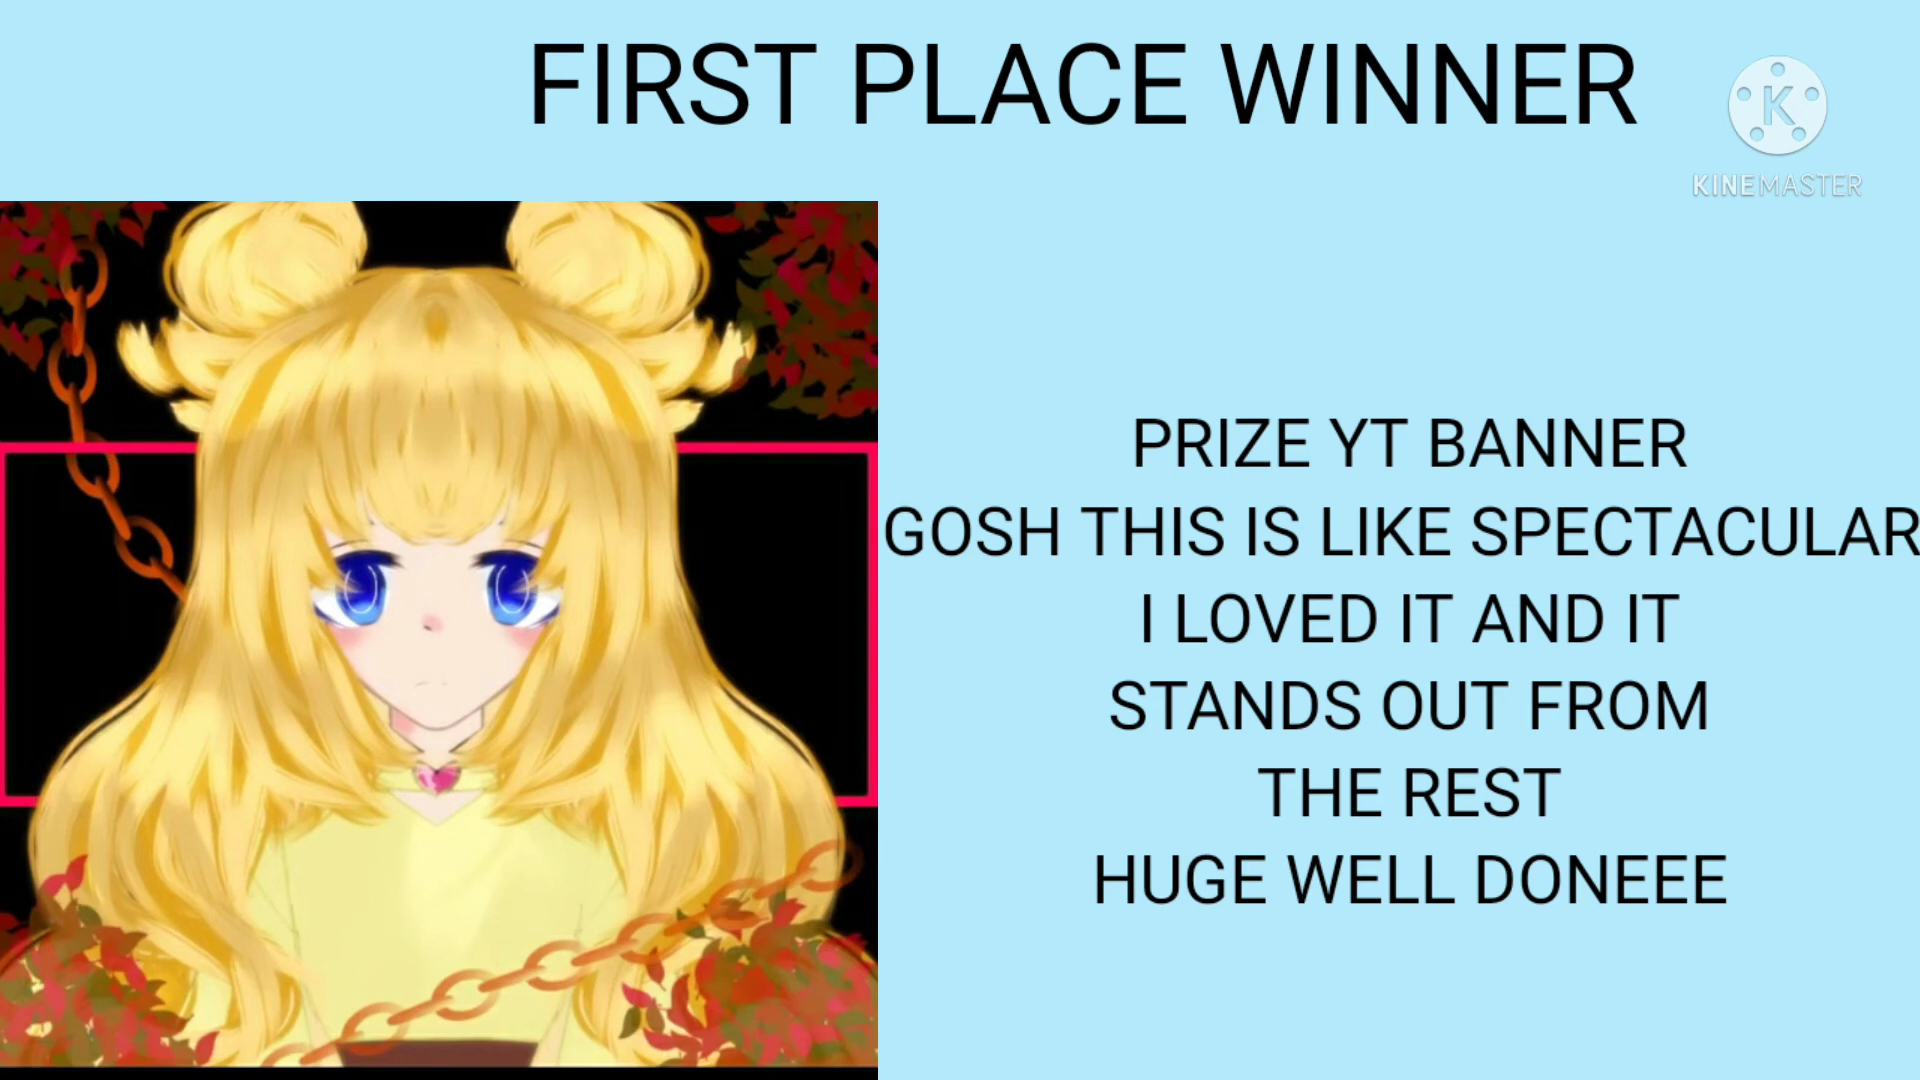 FIRST PLACE WINNER
K
KINEMASTER
PRIZE YT BANNER
GOSH THIS IS LIKE SPECTACULAR
I LOVED IT AND IT
STANDS OUT FROM
THE REST
HUGE WELL DONEEE